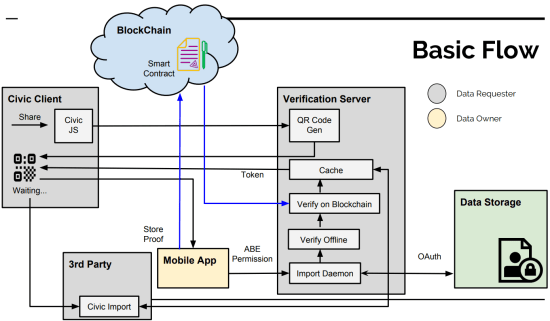 BlockChain
Smart
Contract
Basic Flow
Data Requester
Data Owner
Civic Client
Share
Civic
JS
Waiting...
Verification Server
QR Code
Gen
Cache
Token
Verify on Blockchain
Verify Offline
Import Daemon
Store
Proof
Mobile App
ABE
Permission
OAuth
Data Storage
3rd Party
Civic Import